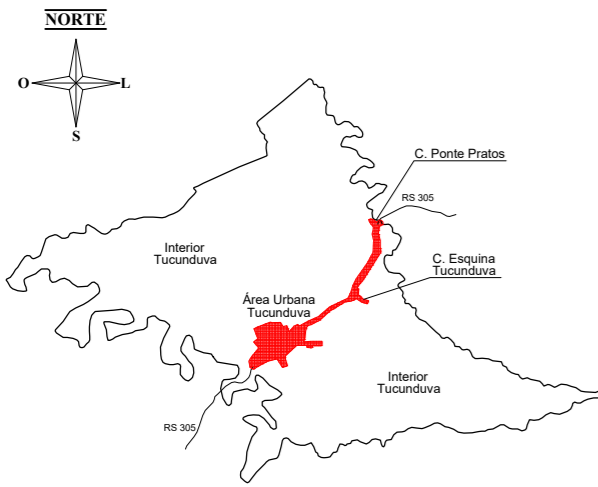 NORTE
O
L
S
C. Ponte Pratos
RS 305
Interior
Tucunduva
C. Esquina
Tucunduva
Área Urbana
Tucunduva
Interior
Tucunduva
RS 305